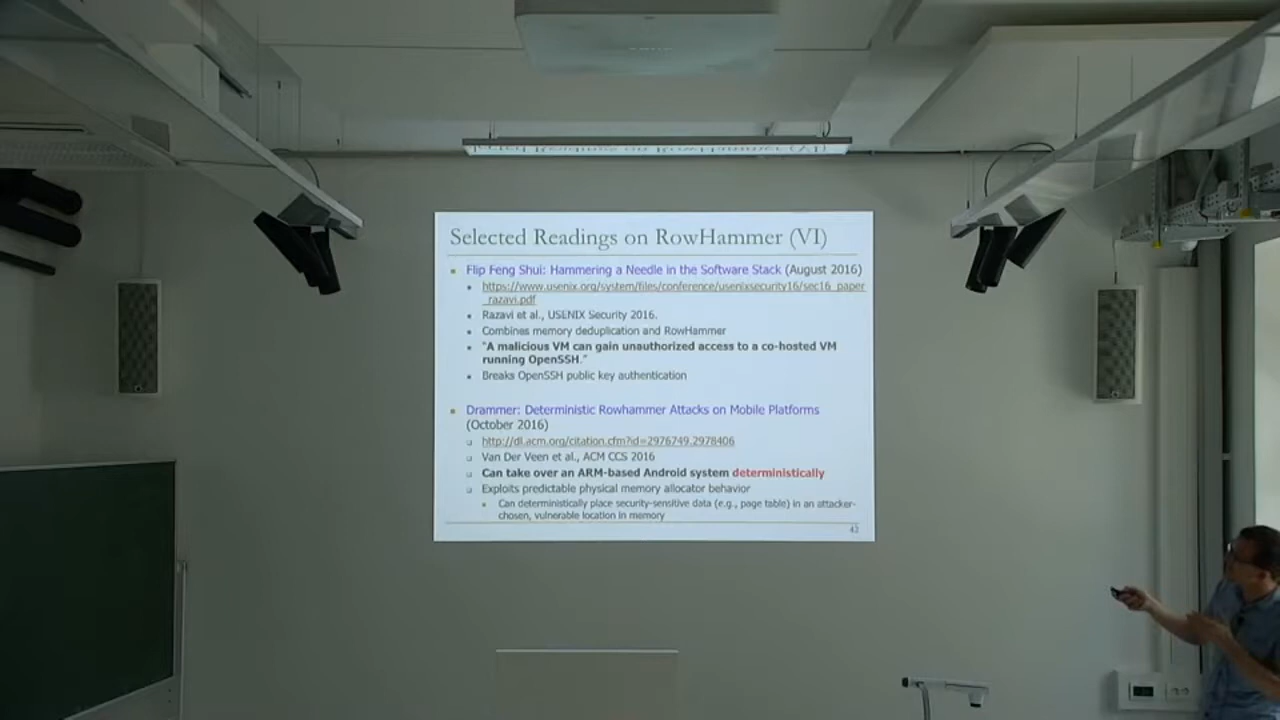 Selected Readings on RowHammer (VI)
Flip Feng Shui: Hammering a Needle in the Software Stack (August 2016)
https://www.usenix.org/system/files/conference/usenixsecurity16/sec16_paper
_razavi.pdf
Razavi et al., USENIX Security 2016.
Combines memory deduplication and RowHammer
"A malicious VM can gain unauthorized access to a co-hosted VM
running OpenSSH."
Breaks OpenSSH public key authentication
Drammer: Deterministic Rowhammer Attacks on Mobile Platforms
(October 2016)
http://dl.acm.org/citation.cfm?id=2976749.2978406
Van Der Veen et al., ACM CCS 2016
Can take over an ARM-based Android system deterministically
Exploits predictable physical memory allocator behavior
Can deterministically place security-sensitive data (e.g., page table) in an attacker-
chosen, vulnerable location in memory